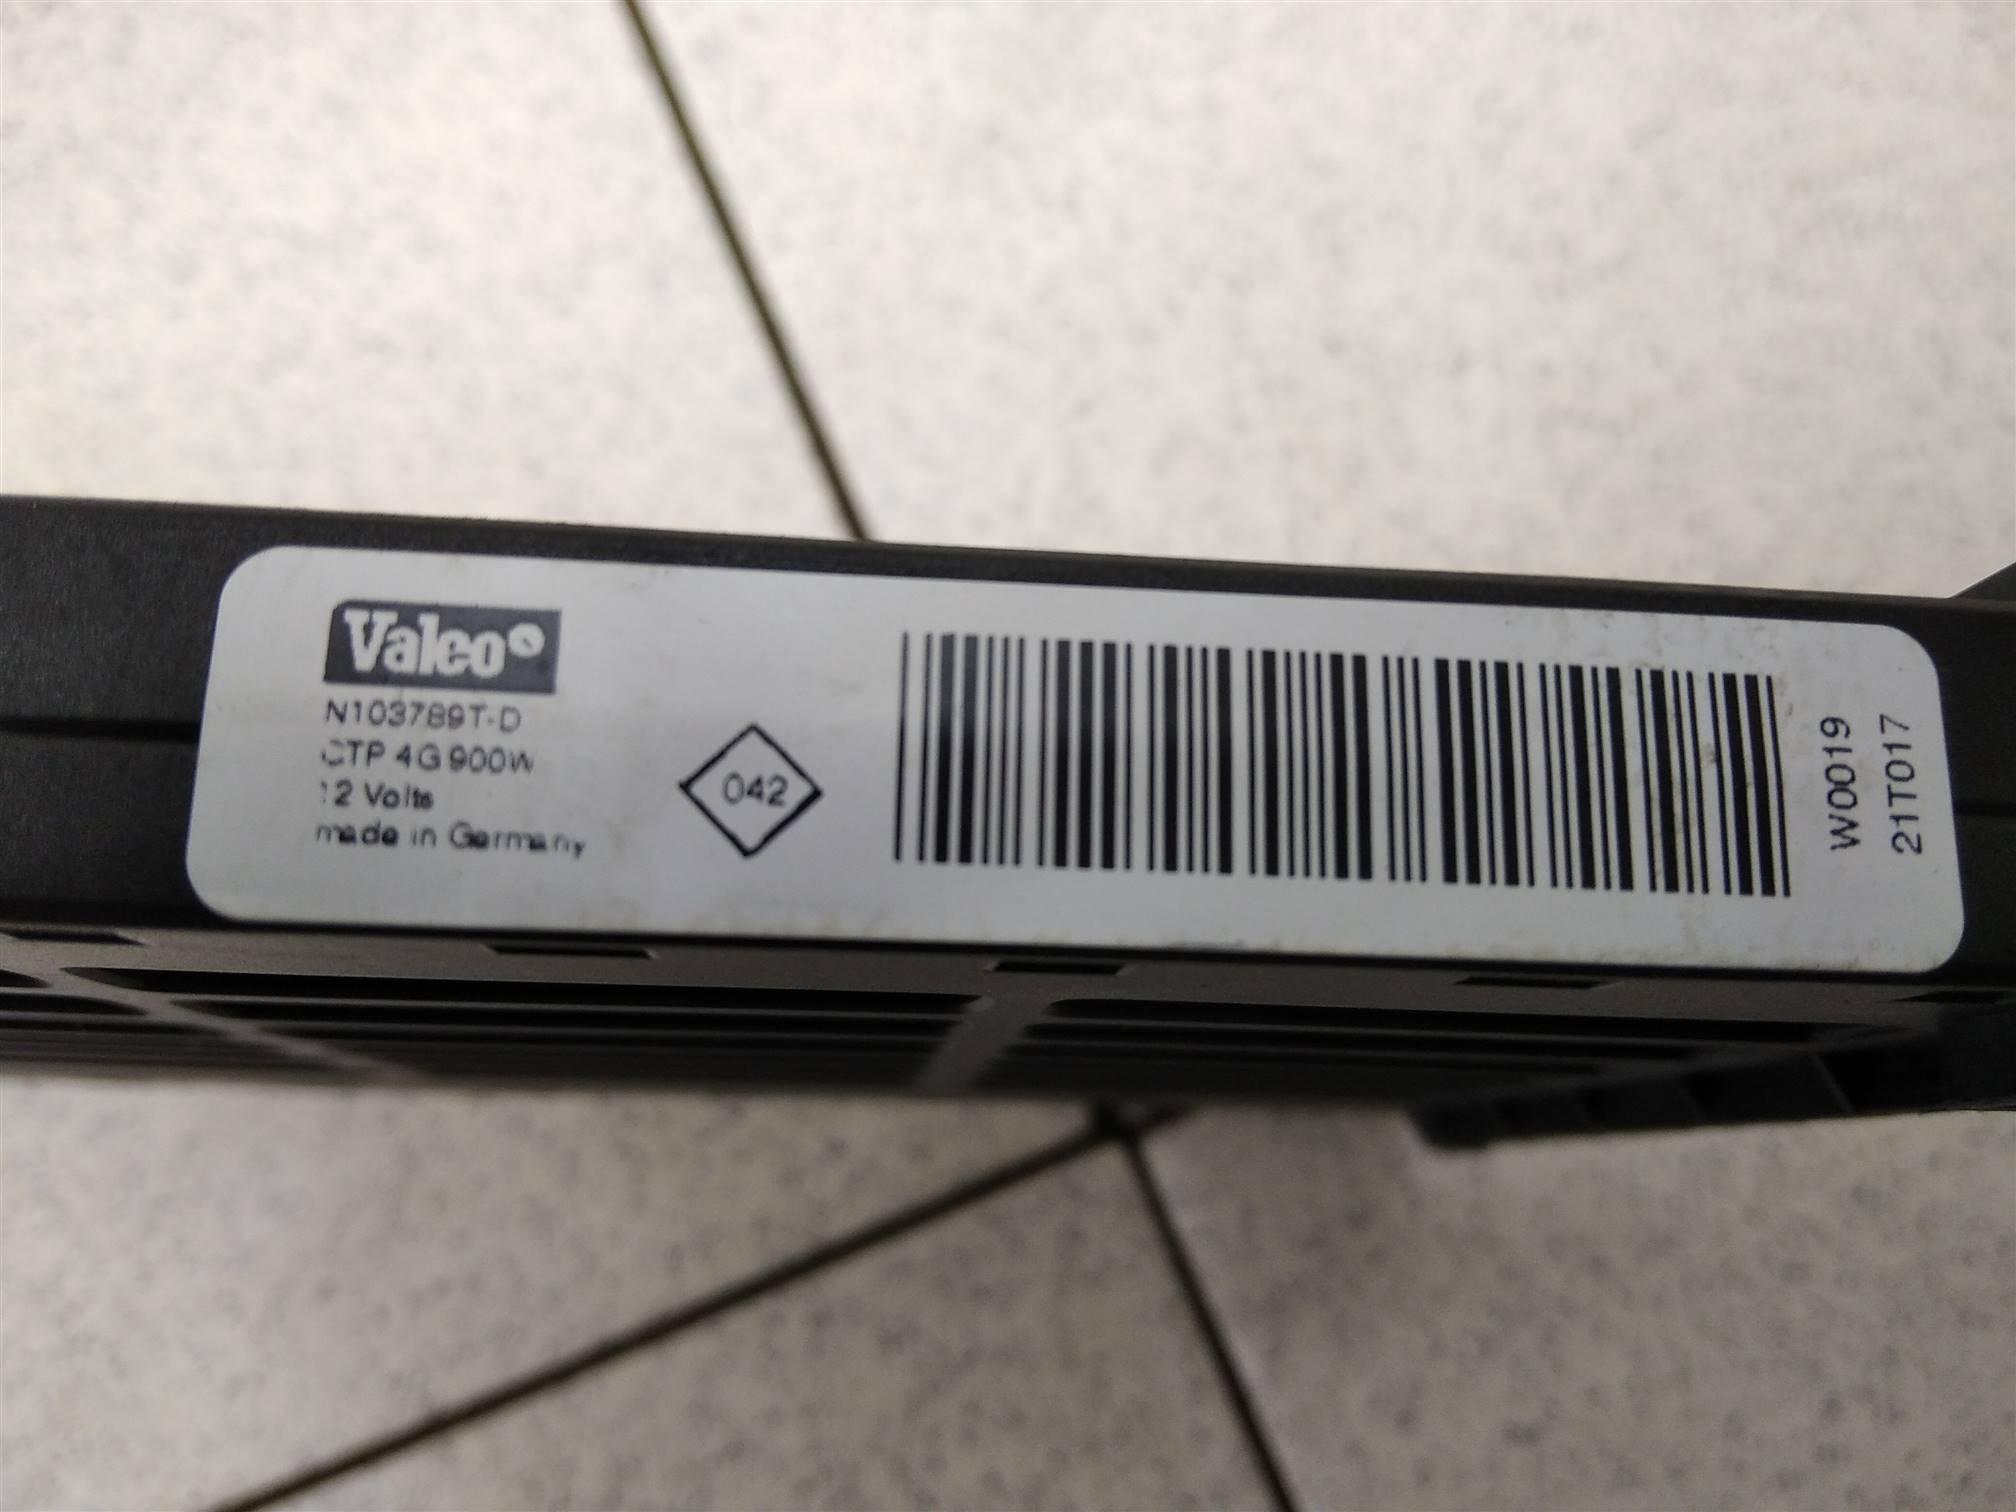 Valeo
N103789T-D
CTP 4G 900W
12 Volts
made in Germany
042
W0019
21T017